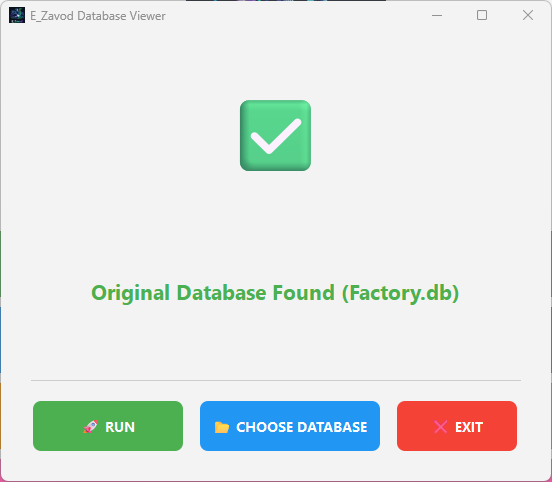 E_Zavod Database Viewer
Original Database Found (Factory.db)
RUN
CHOOSE DATABASE
EXIT